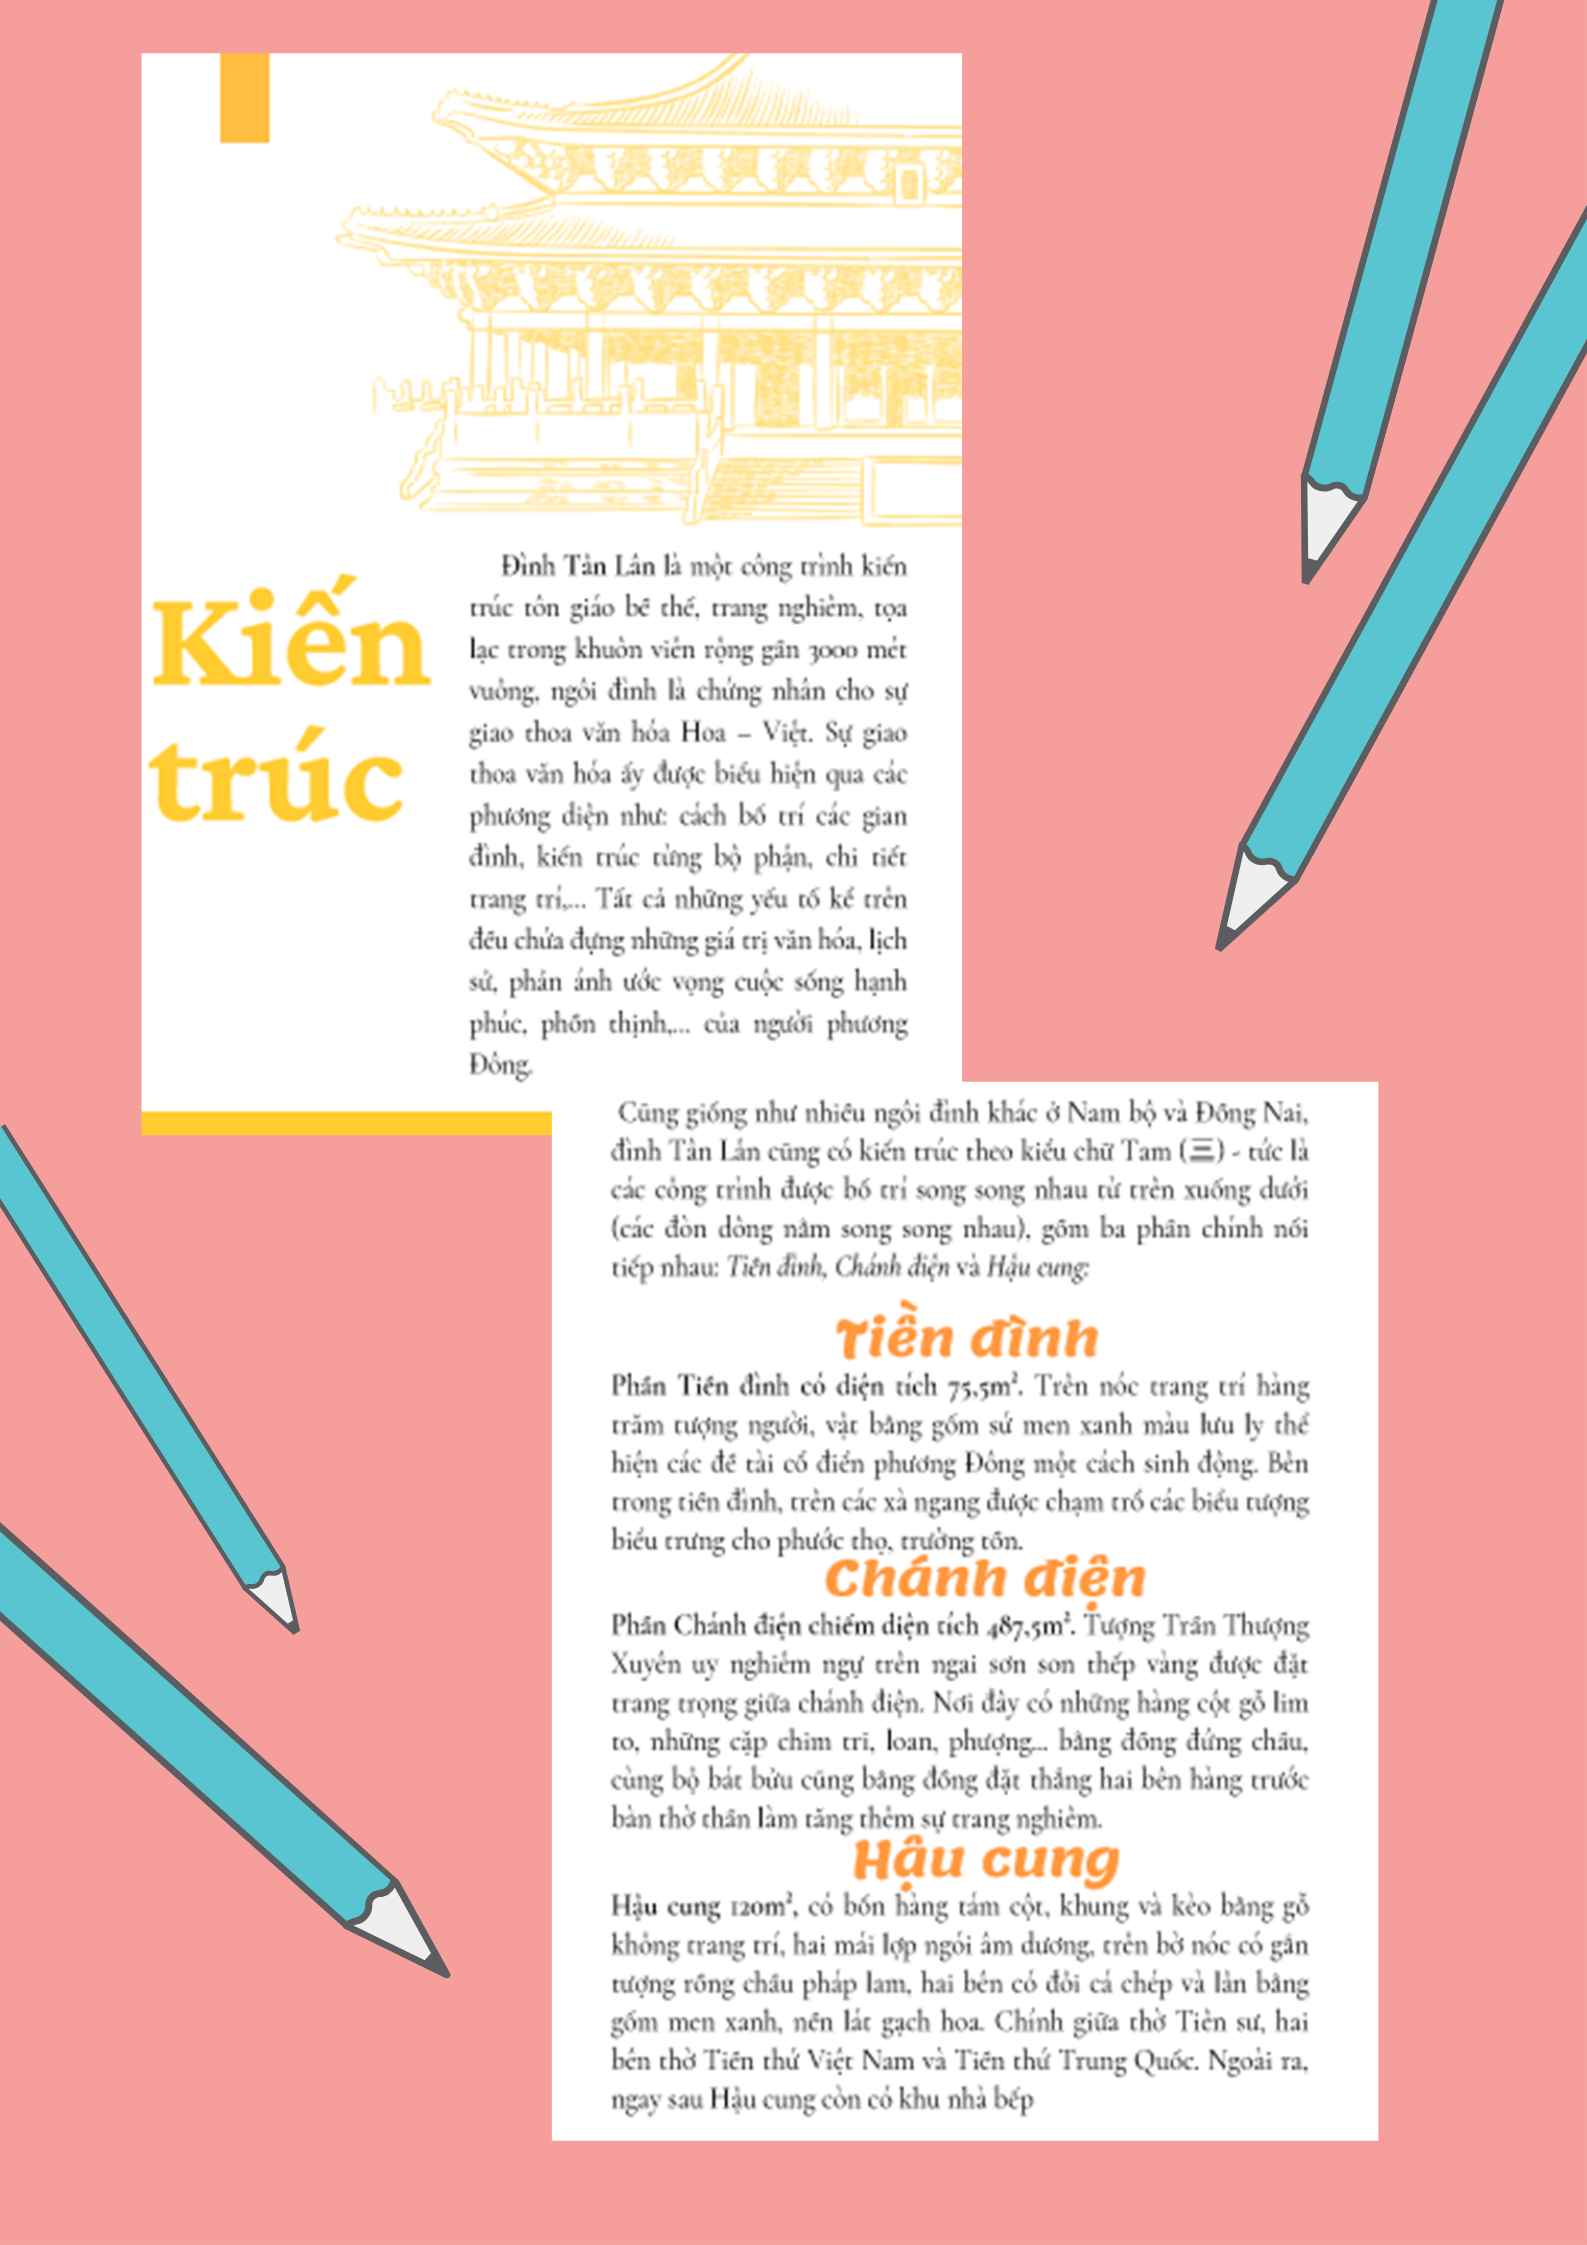 Kiến
trúc
Đình Tân Lân là một công trình kiến
trúc tôn giáo bề thế, trang nghiêm, tọa
lạc trong khuôn viên rộng gần 3000 mét
vuông, ngôi đình là chứng nhân cho sự
giao thoa văn hóa Hoa – Việt. Sự giao
thoa văn hóa ấy được biểu hiện qua các
phương diện như: cách bố trí các gian
đình, kiến trúc từng bộ phận, chi tiết
trang trí,... Tất cả những yếu tố kể trên
đều chứa đựng những giá trị văn hóa, lịch
sử, phản ánh ước vọng cuộc sống hạnh
phúc, phồn thịnh,... của người phương
Đông.
Cũng giống như nhiều ngôi đình khác ở Nam bộ và Đồng Nai,
đình Tân Lân cũng có kiến trúc theo kiểu chữ Tam (三) - tức là
các công trình được bố trí song song nhau từ trên xuống dưới
(các đòn dông nằm song song nhau), gồm ba phần chính nối
tiếp nhau: Tiền đình, Chánh điện và Hậu cung:
Tiền đình
Phần Tiền đình có diện tích 75,5m². Trên nóc trang trí hàng
trăm tượng người, vật bằng gốm sứ men xanh màu lưu ly thể
hiện các đề tài cổ điển phương Đông một cách sinh động. Bên
trong tiền đình, trên các xà ngang được chạm trổ các biểu tượng
biểu trưng cho phước thọ, trường tồn.
Chánh điện
Phần Chánh điện chiếm diện tích 487,5m². Tượng Trần Thượng
Xuyên uy nghiêm ngự trên ngai sơn son thếp vàng được đặt
trang trọng giữa chánh điện. Nơi đây có những hàng cột gỗ lim
to, những cặp chim trĩ, loan, phượng... bằng đồng đứng chầu,
cùng bộ bát bửu cũng bằng đồng đặt thẳng hai bên hàng trước
bàn thờ thần làm tăng thêm sự trang nghiêm.
Hậu cung
Hậu cung 120m², có bốn hàng tám cột, khung và kèo bằng gỗ
không trang trí, hai mái lợp ngói âm dương, trên bờ nóc có gắn
tượng rồng chầu pháp lam, hai bên có đôi cá chép và lân bằng
gốm men xanh, nền lát gạch hoa. Chính giữa thờ Tiên sư, hai
bên thờ Tiền thứ Việt Nam và Tiền thứ Trung Quốc. Ngoài ra,
ngay sau Hậu cung còn có khu nhà bếp